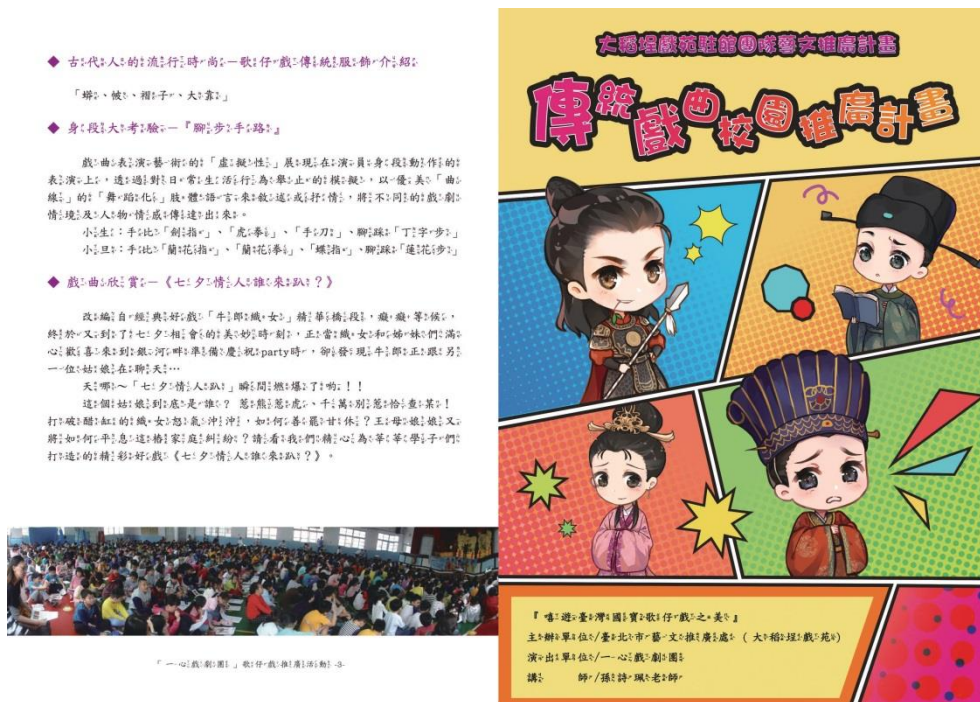 ◆ 古代人的流行時尚－歌仔戲傳統服飾介紹
「蟒、帔、褶子、大靠」
◆ 身段大考驗－『腳步手路』
戲曲表演藝術的「虛擬性」展現在演員身段動作的
表演上，透過對日常生活行為舉止的模擬，以優美「曲
線」的「舞蹈化」肢體語言來敘述或抒情，將不同的戲劇
情境及人物情感傳達出來。
小生：手比「劍指」、「虎拳」、「手刀」、腳踩「丁字步」
小旦：手比「蘭花指」、「蘭花拳」、「蝶指」、腳踩「蓮花步」
◆ 戲曲欣賞－《七夕情人誰來趴？》
改編自經典好戲「牛郎織女」精華橋段，癡癡等候，
終於又到了七夕相會的美妙時刻，正當織女和姊妹們滿
心歡喜來到銀河畔準備慶祝party時，卻發現牛郎正跟另
一位姑娘在聊天…
天哪～「七夕情人趴」瞬間燃爆了喲！！
這個姑娘到底是誰？ 惹熊惹虎、千萬別惹恰查某！
打破醋缸的織女怒氣沖沖，如何善罷甘休？王母娘娘又
將如何平息這樁家庭糾紛？請看我們精心為莘莘學子們
打造的精彩好戲《七夕情人誰來趴？》。
「一心戲劇團」歌仔戲推廣活動 -3-
大稻埕戲苑駐館團隊藝文推廣計畫
傳統戲曲校園推廣計畫
『嘻遊臺灣國寶歌仔戲之美』
主辦單位/臺北市藝文推廣處（大稻埕戲苑）
演出單位/一心戲劇團
講 師/孫詩珮老師